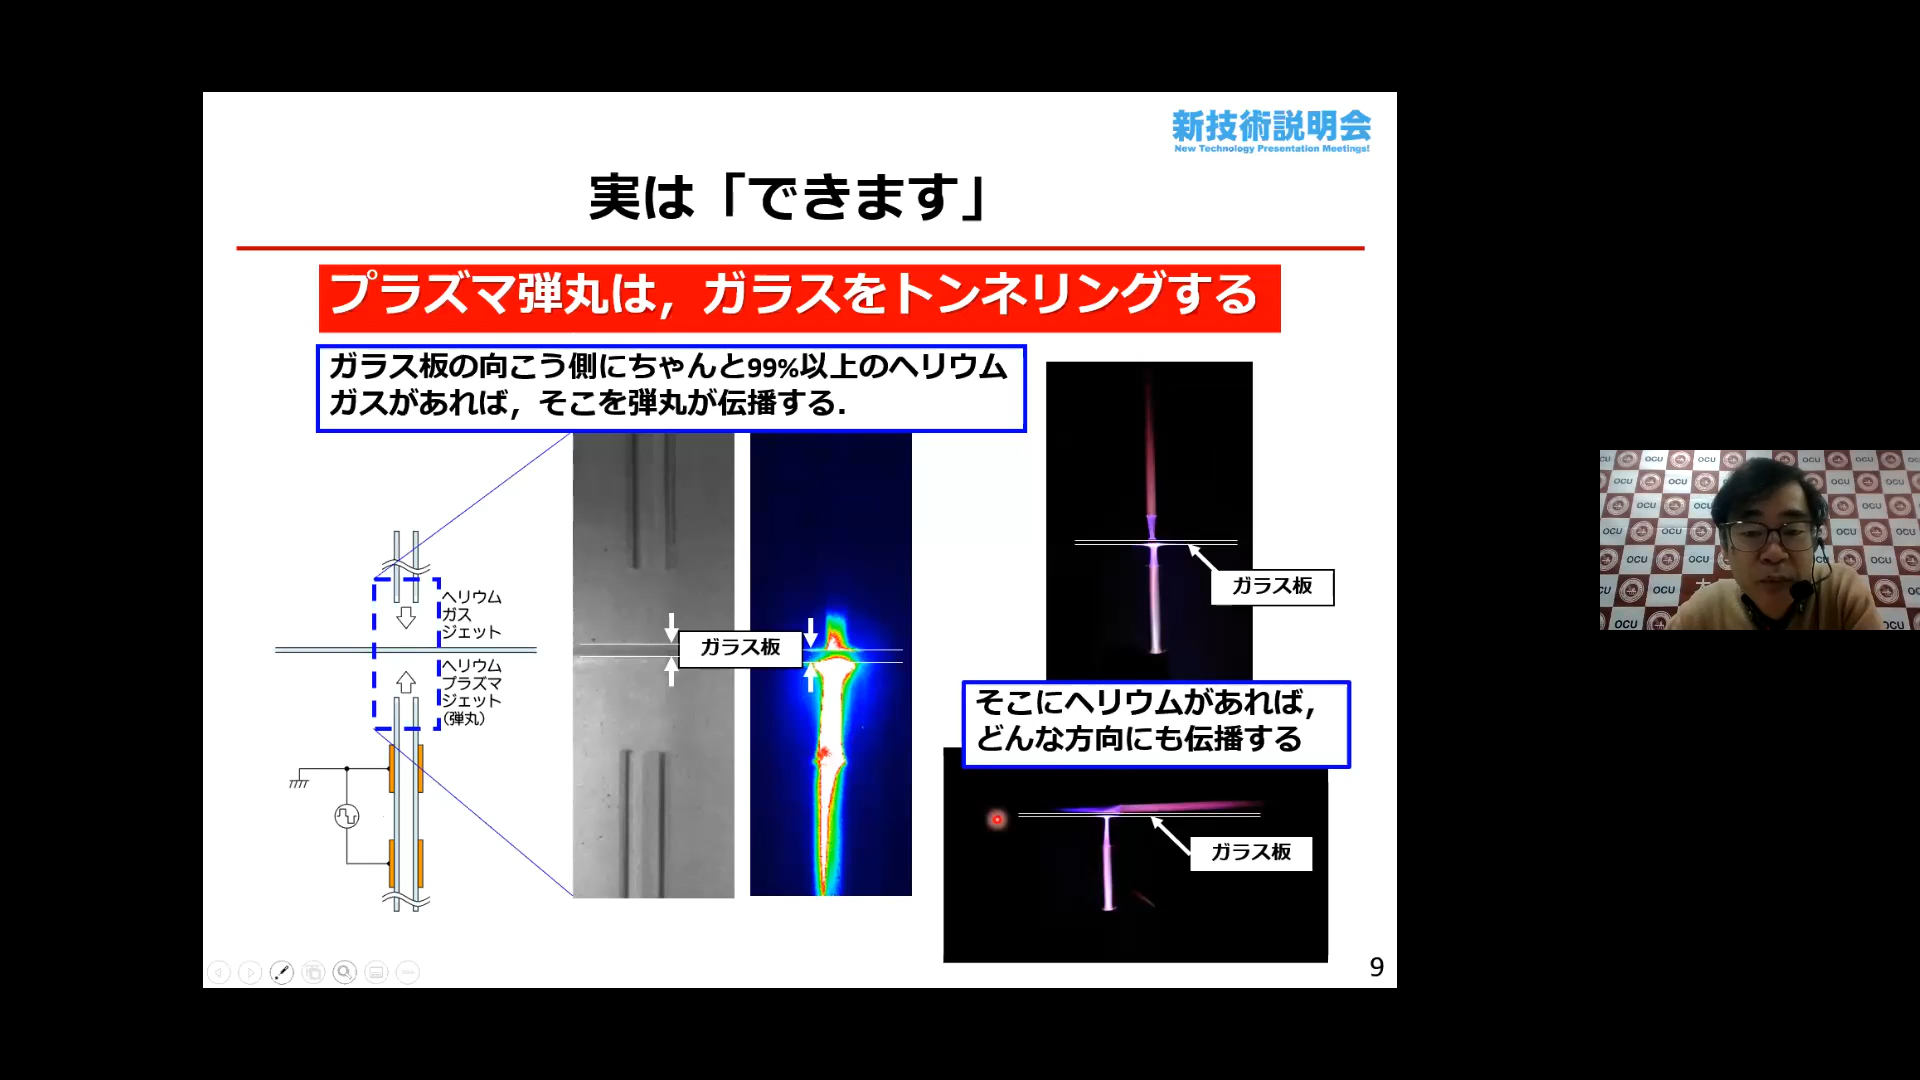 新技術説明会
New Technology Presentation Meetings!
実は「できます」
プラズマ弾丸は，ガラスをトンネリングする
ガラス板の向こう側にちゃんと99%以上のヘリウム
ガスがあれば，そこを弾丸が伝播する．
ヘリウム
ガス
ジェット
ヘリウム
プラズマ
ジェット
（弾丸）
ガラス板
ガラス板
そこにヘリウムがあれば，
どんな方向にも伝播する
ガラス板
9
OCU